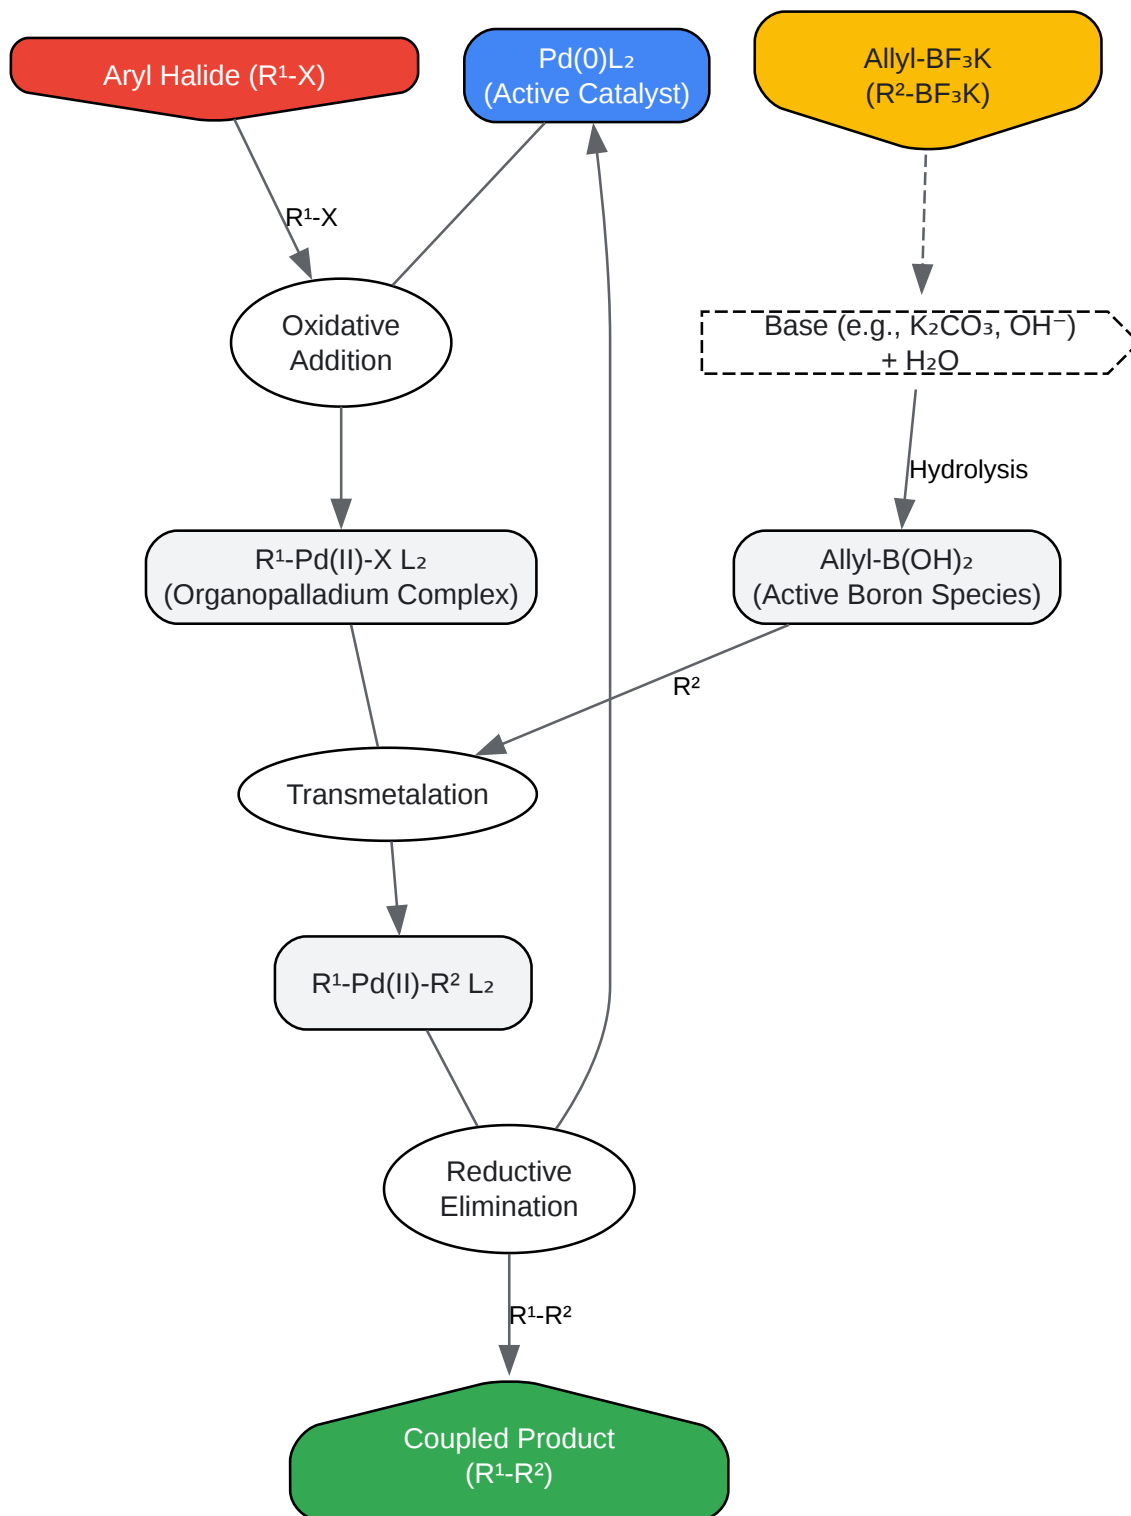 Aryl Halide (R¹-X)
Pd(0)L₂
(Active Catalyst)
Allyl-BF₃K
(R²-BF₃K)
R¹-X
Oxidative
Addition
Base (e.g., K₂CO₃, OH⁻)
+ H₂O
Hydrolysis
R¹-Pd(II)-X L₂
(Organopalladium Complex)
Allyl-B(OH)₂
(Active Boron Species)
R²
Transmetalation
R¹-Pd(II)-R² L₂
Reductive
Elimination
R¹-R²
Coupled Product
(R¹-R²)